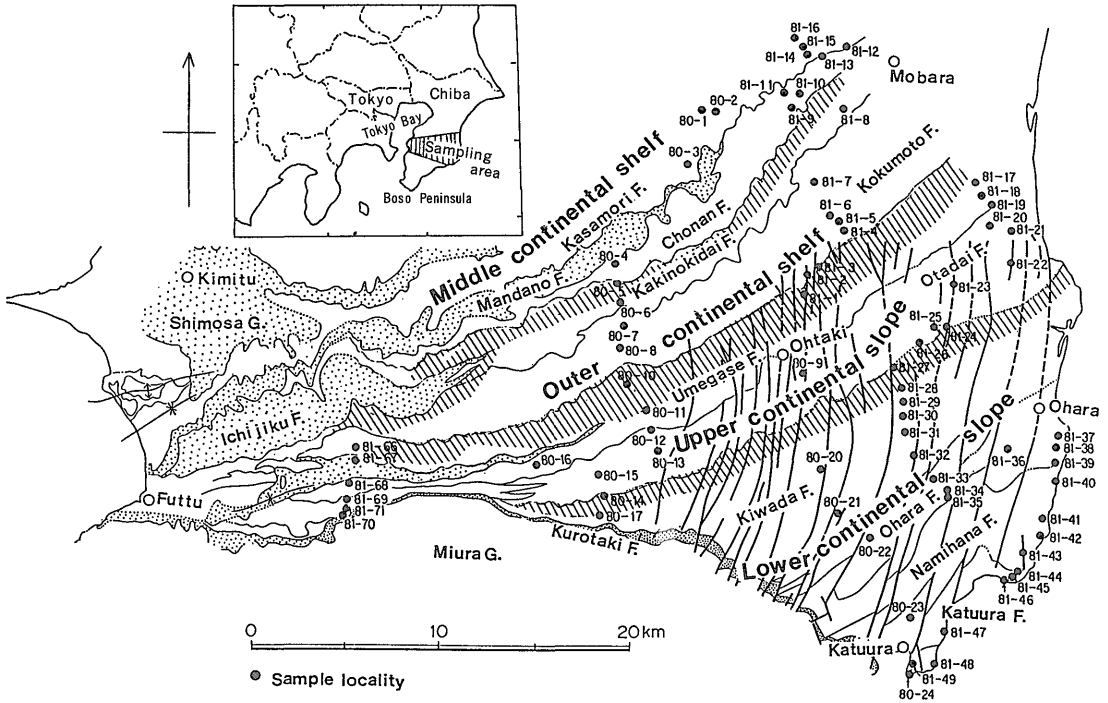 Tokyo
Chiba
Tokyo Bay
Sampling
area
Boso Peninsula
81-16
81-15
81-14
81-12
81-13
Mobara
81-11
81-10
81-9
81-8
80-2
80-1
80-3
Middle continental shelf
Kasamori F.
Mandano F.
Chonan F.
Kakinokidai F.
Kokumoto F.
81-7
81-6
81-5
81-4
81-17
81-18
81-19
81-20
81-21
81-22
Otadai F.
81-23
80-4
80-6
80-7
80-8
80-10
80-11
80-12
80-13
Outer continental shelf
Umegase F.
Ohtaki
80-9
Upper continental slope
81-25
81-24
81-26
81-27
81-28
81-29
81-30
81-31
81-32
81-33
81-34
81-35
81-36
Ohara
81-37
81-38
81-39
81-40
81-41
81-42
81-43
81-44
81-45
81-46
Kimitu
Shimosa G.
Ichijiku F.
Futtu
81-66
81-67
81-68
81-69
81-71
81-70
80-16
80-15
80-14
80-17
Kurotaki F.
Miura G.
Kiwada F.
80-20
80-21
80-22
Lower continental slope
Ohara F.
Namihana F.
Katuura F.
80-23
Katuura
81-47
81-48
81-49
80-24
0 10 20 km
Sample locality